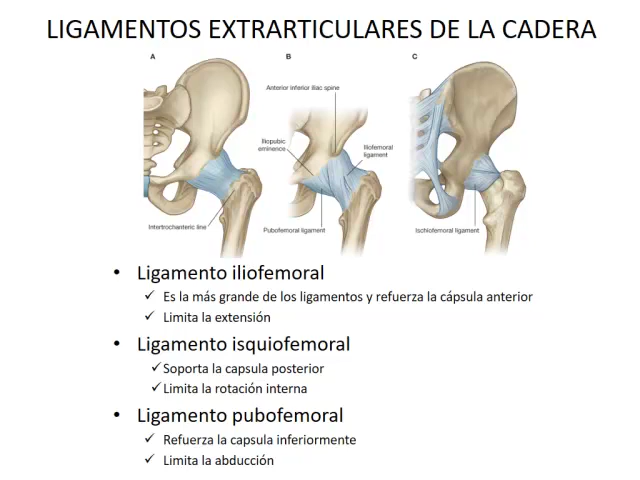 LIGAMENTOS EXTRARTICULARES DE LA CADERA
A
B
C
Anterior inferior iliac spine
Iliopubic
eminence
Iliofemoral
ligament
Intertrochanteric line
Pubofemoral ligament
Ischiofemoral ligament
• Ligamento iliofemoral
✓ Es la más grande de los ligamentos y refuerza la cápsula anterior
✓ Limita la extensión
• Ligamento isquiofemoral
✓Soporta la capsula posterior
✓Limita la rotación interna
• Ligamento pubofemoral
✓ Refuerza la capsula inferiormente
✓ Limita la abducción